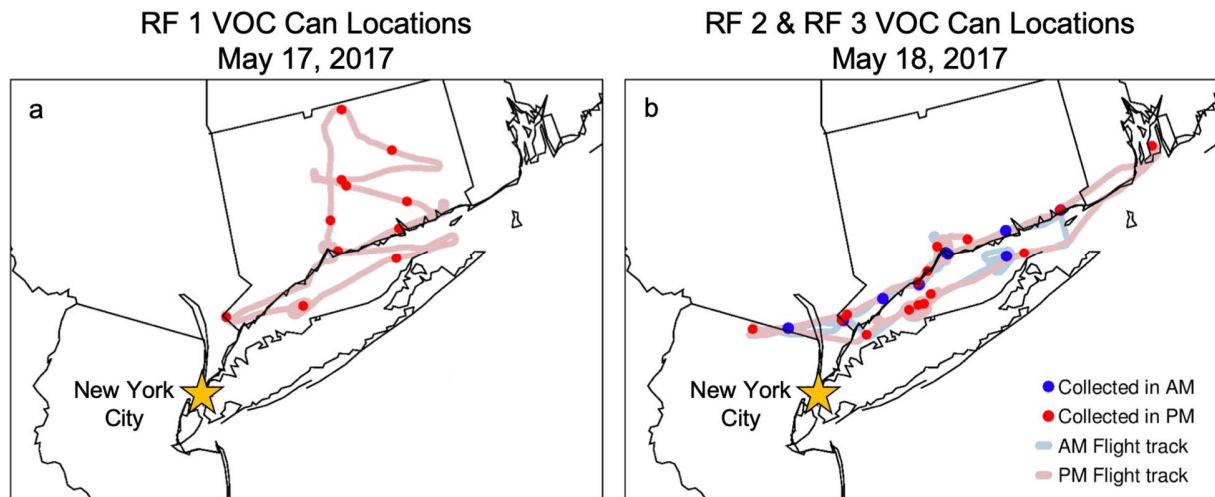 RF 1 VOC Can Locations
May 17, 2017
a
New York
City
RF 2 & RF 3 VOC Can Locations
May 18, 2017
b
New York
City
Collected in AM
Collected in PM
AM Flight track
PM Flight track